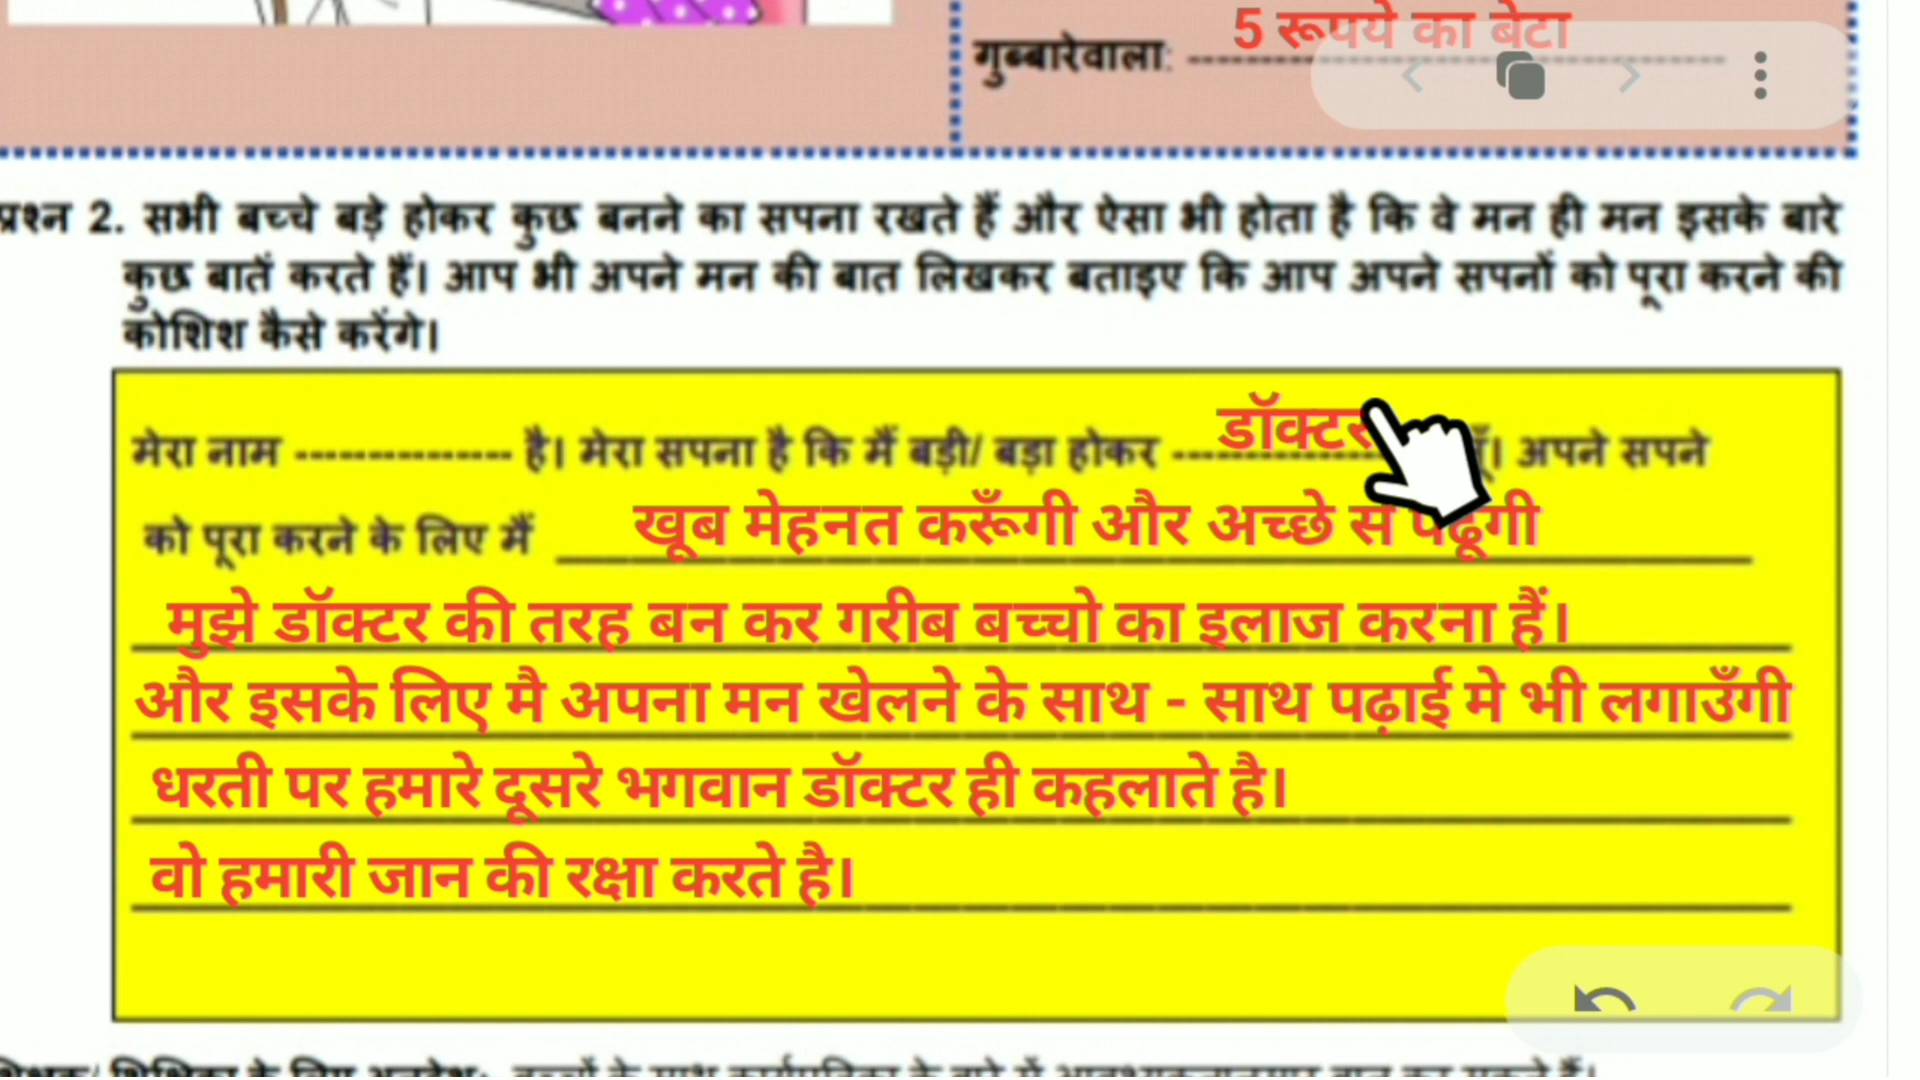 5 रूपये का बेटा
गुब्बारेवाला: --------------------------------
प्रश्न 2. सभी बच्चे बड़े होकर कुछ बनने का सपना रखते हैं और ऐसा भी होता है कि वे मन ही मन इसके बारे
कुछ बातें करते हैं। आप भी अपने मन की बात लिखकर बताइए कि आप अपने सपनों को पूरा करने की
कोशिश कैसे करेंगे।
मेरा नाम --------------- है। मेरा सपना है कि मैं बड़ी/ बड़ा होकर डॉक्टर अपने सपने
को पूरा करने के लिए मैं खूब मेहनत करूँगी और अच्छे से पढूंगी
मुझे डॉक्टर की तरह बन कर गरीब बच्चो का इलाज करना हैं।
और इसके लिए मै अपना मन खेलने के साथ - साथ पढ़ाई मे भी लगाउँगी
धरती पर हमारे दूसरे भगवान डॉक्टर ही कहलाते है।
वो हमारी जान की रक्षा करते है।